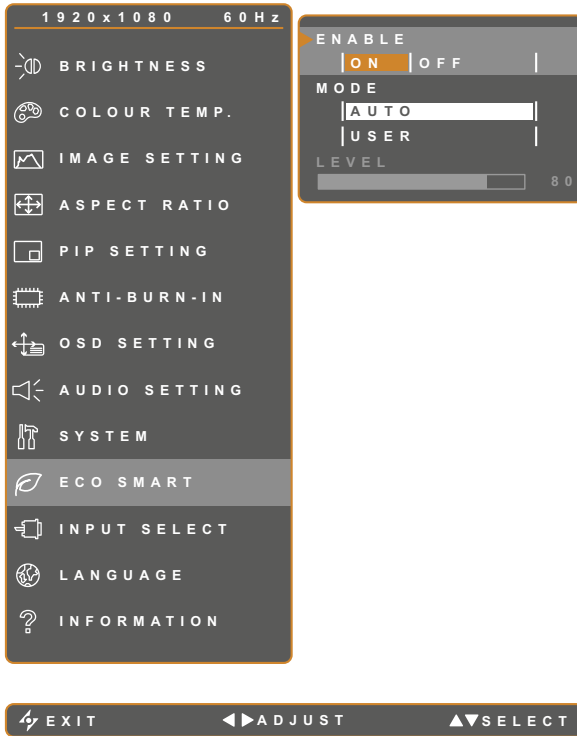 1920x1080 60Hz
BRIGHTNESS
COLOUR TEMP.
IMAGE SETTING
ASPECT RATIO
PIP SETTING
ANTI-BURN-IN
OSD SETTING
AUDIO SETTING
SYSTEM
ECO SMART
INPUT SELECT
LANGUAGE
INFORMATION
ENABLE
ON OFF
MODE
AUTO
USER
LEVEL
80
EXIT ADJUST SELECT